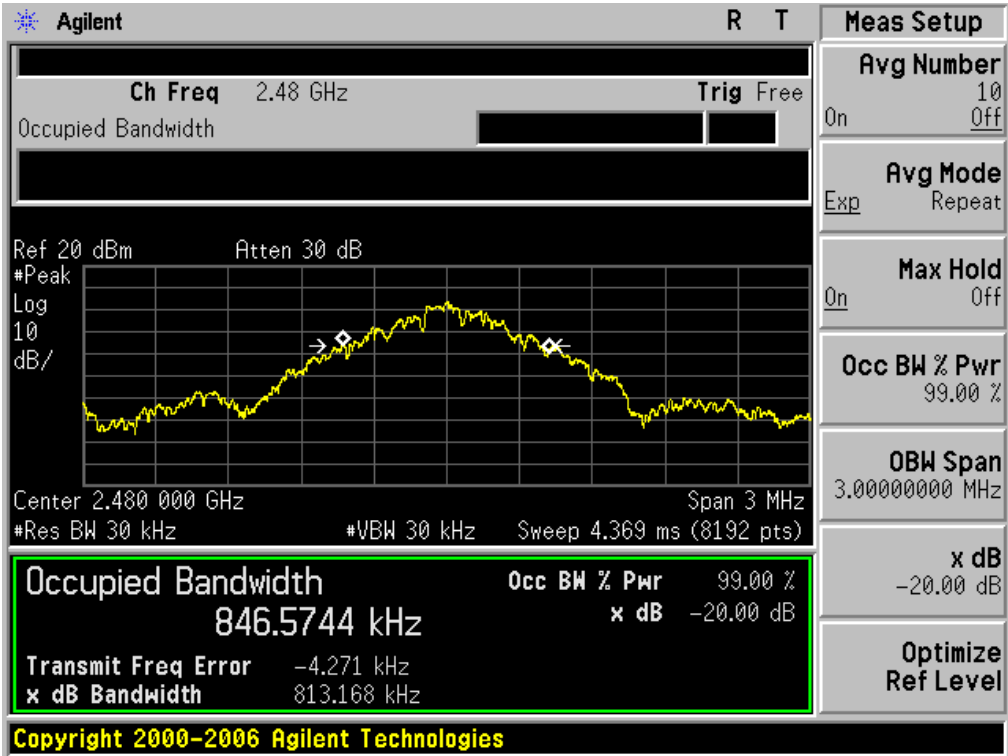 Agilent R T
Ch Freq 2.48 GHz Trig Free
Occupied Bandwidth
Ref 20 dBm Atten 30 dB
#Peak
Log
10
dB/
Center 2.480 000 GHz Span 3 MHz
#Res BW 30 kHz #VBW 30 kHz Sweep 4.369 ms (8192 pts)
Occupied Bandwidth Occ BW % Pwr 99.00 %
846.5744 kHz x dB -20.00 dB
Transmit Freq Error -4.271 kHz
x dB Bandwidth 813.168 kHz
Copyright 2000-2006 Agilent Technologies
Meas Setup
Avg Number
10
On Off
Avg Mode
Exp Repeat
Max Hold
On Off
Occ BW % Pwr
99.00 %
OBW Span
3.00000000 MHz
x dB
-20.00 dB
Optimize
Ref Level